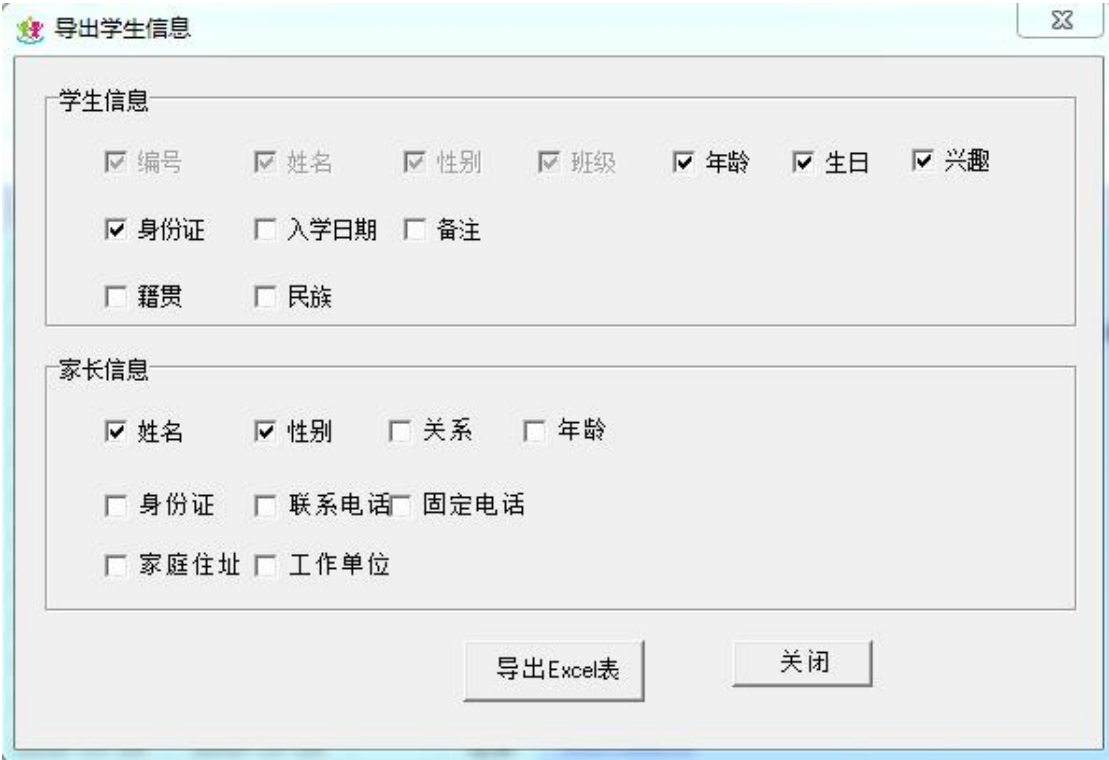 导出学生信息
学生信息
编号 姓名 性别 班级 年龄 生日 兴趣
身份证 入学日期 备注
籍贯 民族
家长信息
姓名 性别 关系 年龄
身份证 联系电话 固定电话
家庭住址 工作单位
导出Excel表 关闭